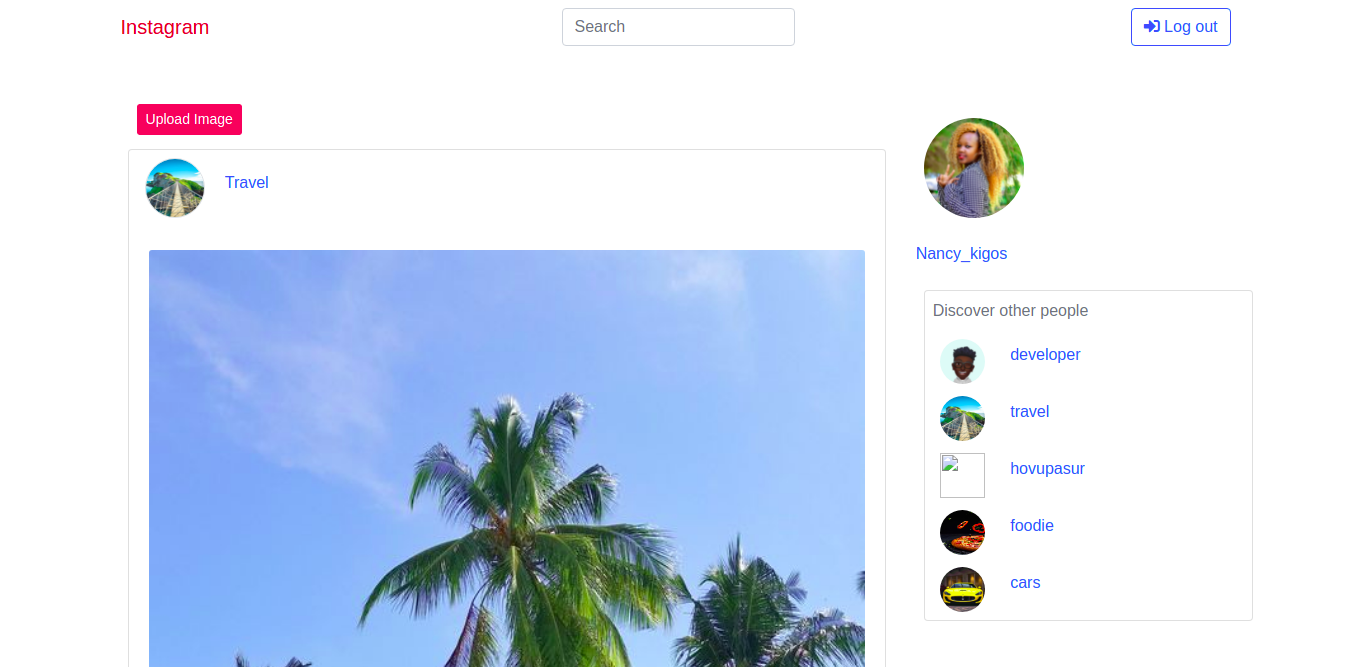 Instagram
Search
Log out
Upload Image
Travel
Nancy_kigos
Discover other people
developer
travel
hovupasur
foodie
cars